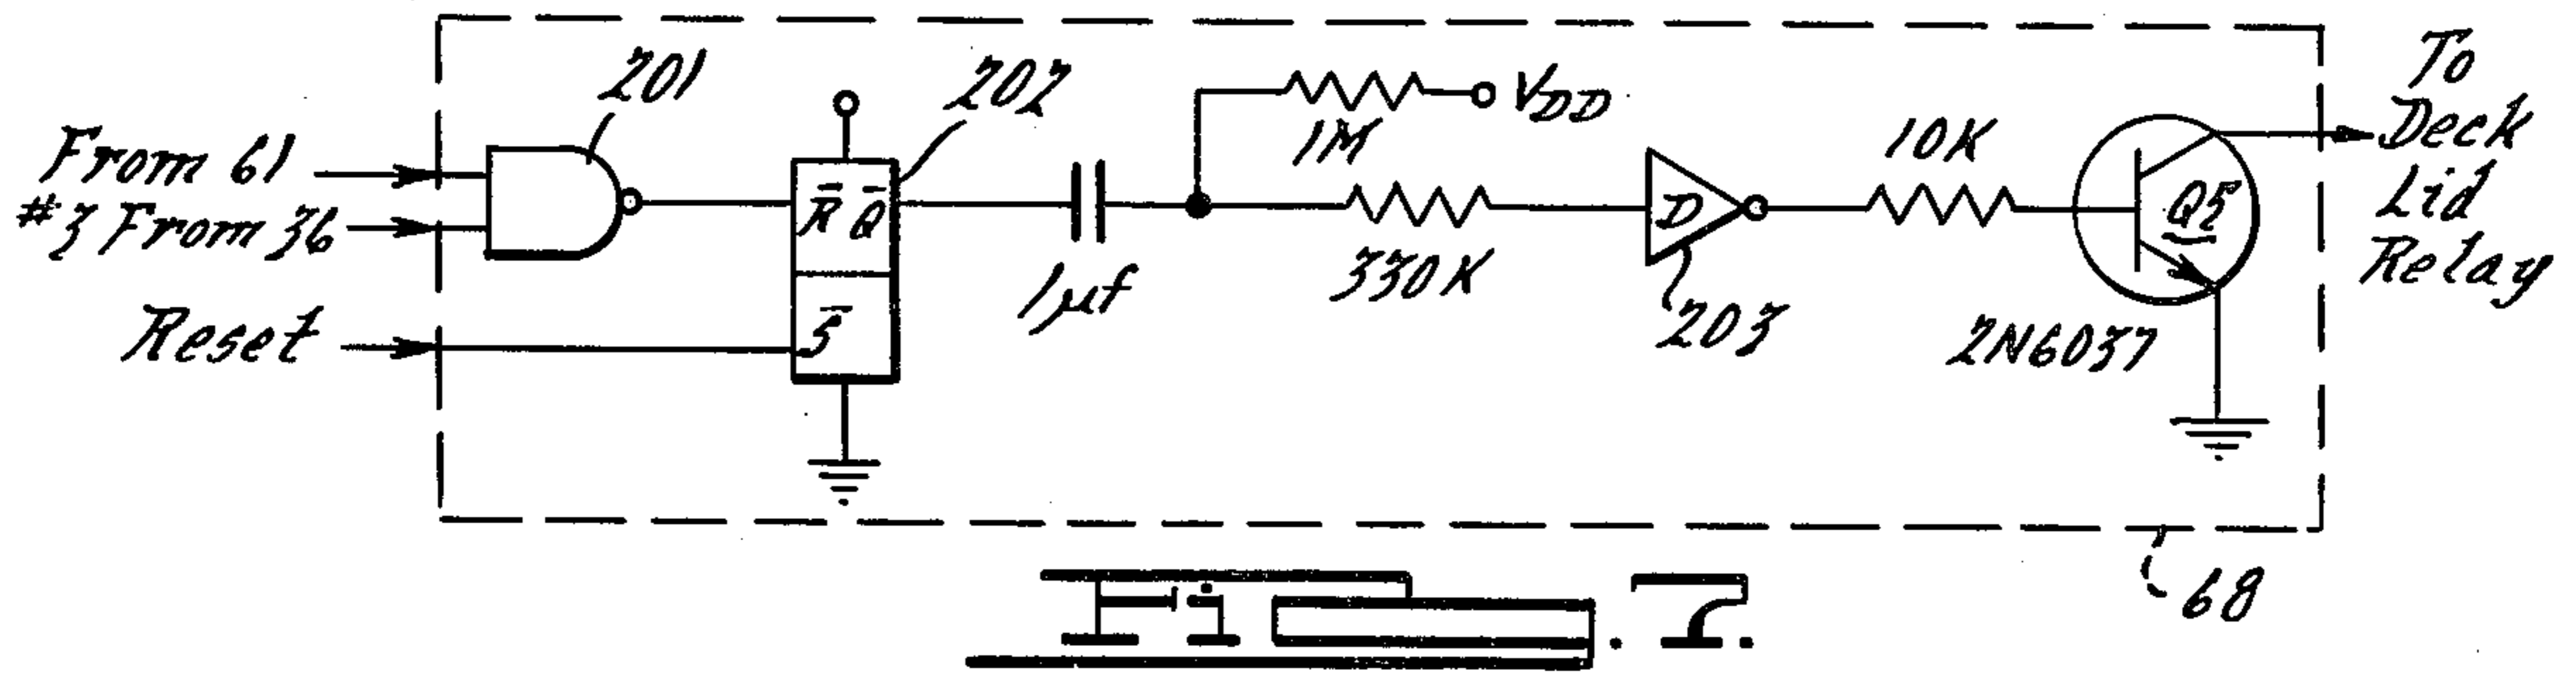 201
202
V_DD
1M
10K
To
Deck
Lid
Relay
From 61
#3 From 36
Reset
R̄ Q̄
S̄
1µf
330K
D
203
Q5
2N6037
68
Fig. 7.